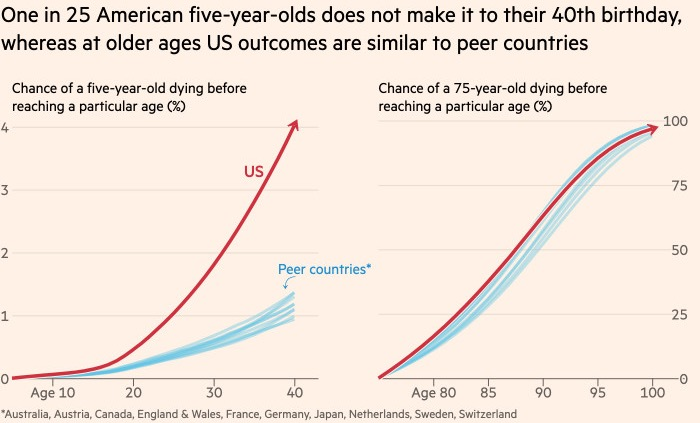 One in 25 American five-year-olds does not make it to their 40th birthday,
whereas at older ages US outcomes are similar to peer countries
Chance of a five-year-old dying before
reaching a particular age (%)
4
3
2
1
0
US
Peer countries*
Age 10
20
30
40
Chance of a 75-year-old dying before
reaching a particular age (%)
100
75
50
25
0
Age 80
85
90
95
100
*Australia, Austria, Canada, England & Wales, France, Germany, Japan, Netherlands, Sweden, Switzerland